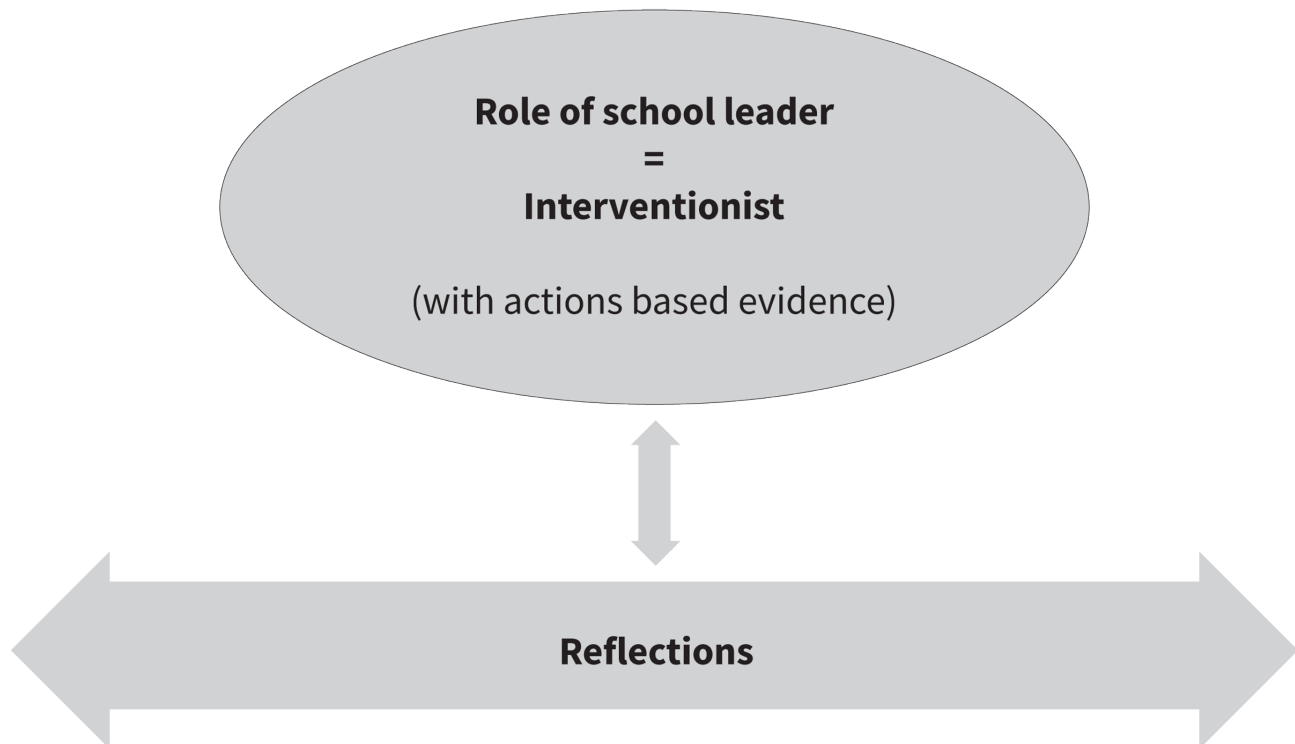 Role of school leader
=
Interventionist
(with actions based evidence)
Reflections